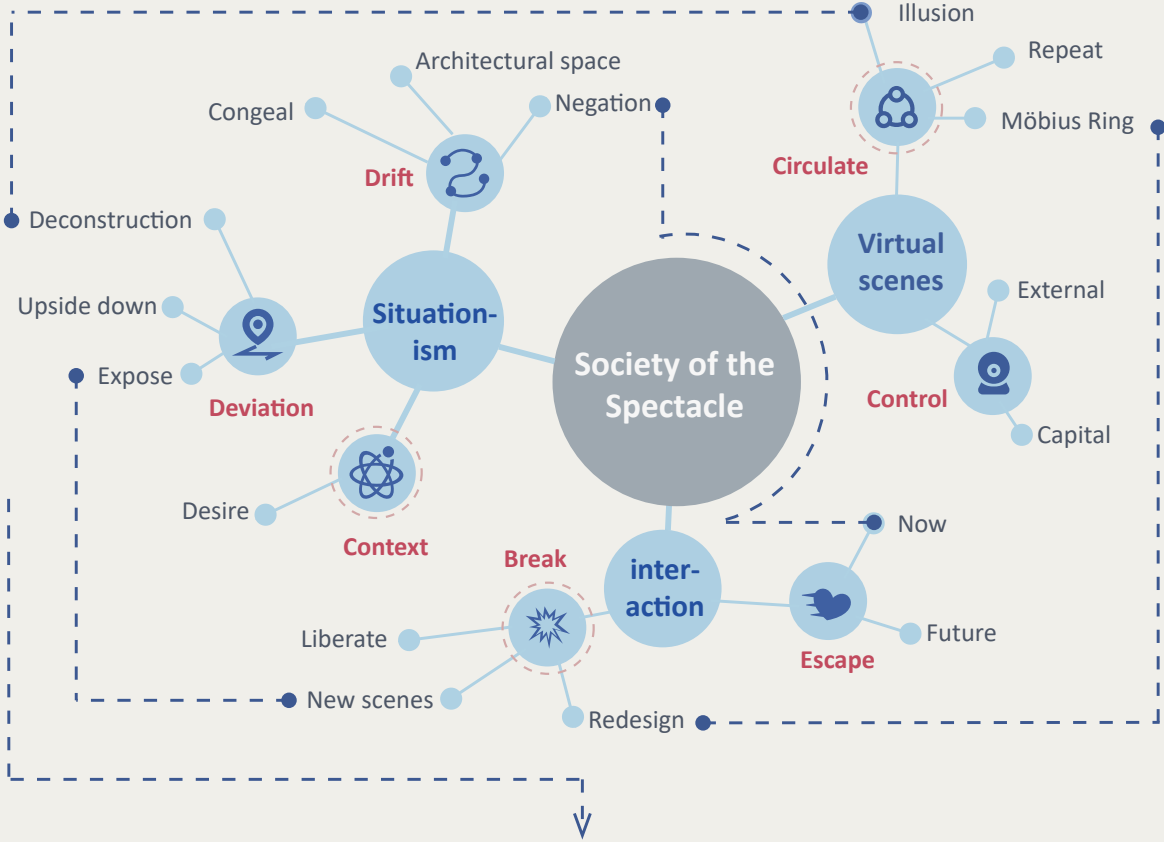 Illusion
Repeat
Architectural space
Congeal
Negation
Möbius Ring
Circulate
Drift
Deconstruction
Virtual
scenes
External
Upside down
Situation-
ism
Society of the
Spectacle
Expose
Deviation
Control
Capital
Desire
Context
Now
Break
inter-
action
Liberate
Future
Escape
New scenes
Redesign